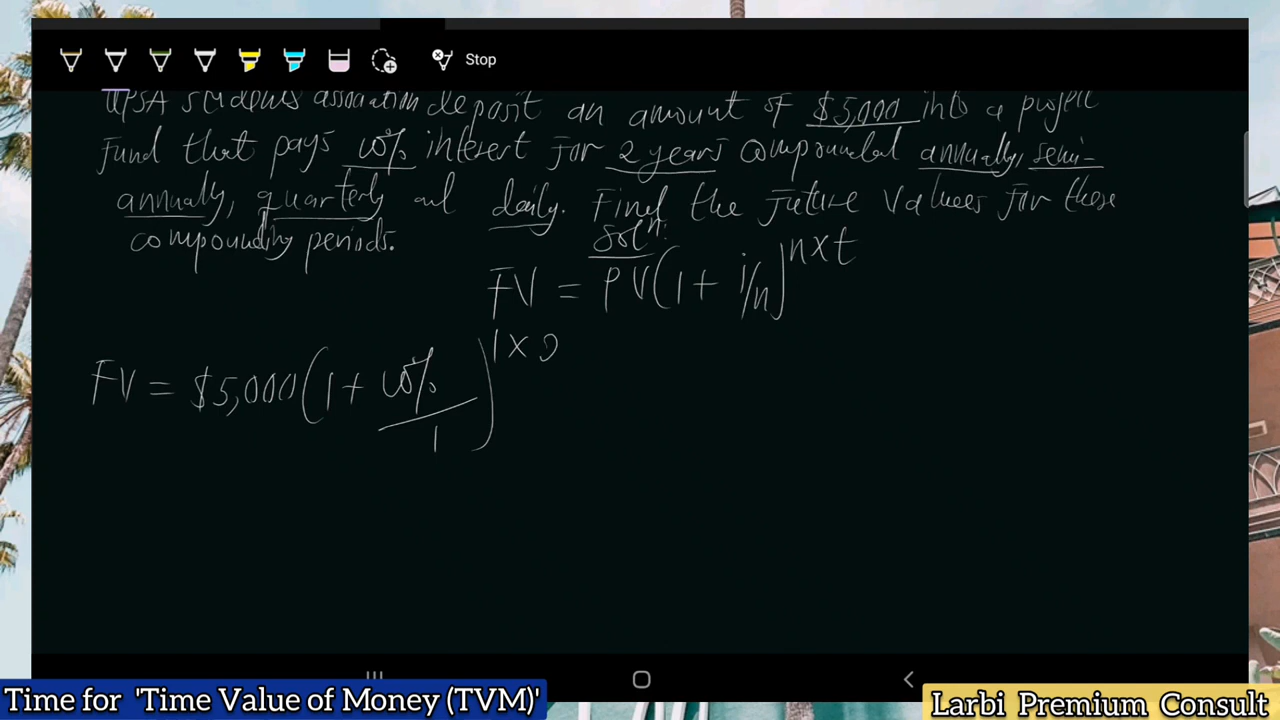 Stop
UPSA Students association deposit an amount of $5,000 into a project
fund that pays 10% interest for 2 years compounded annually, semi-
annually, quarterly and daily. Find the future values for these
compounding periods.
Soln:
FV = PV(1 + i/n)^n×t
FV = $5,000(1 + 10%/1)^1×2
Time for 'Time Value of Money (TVM)'
Larbi Premium Consult